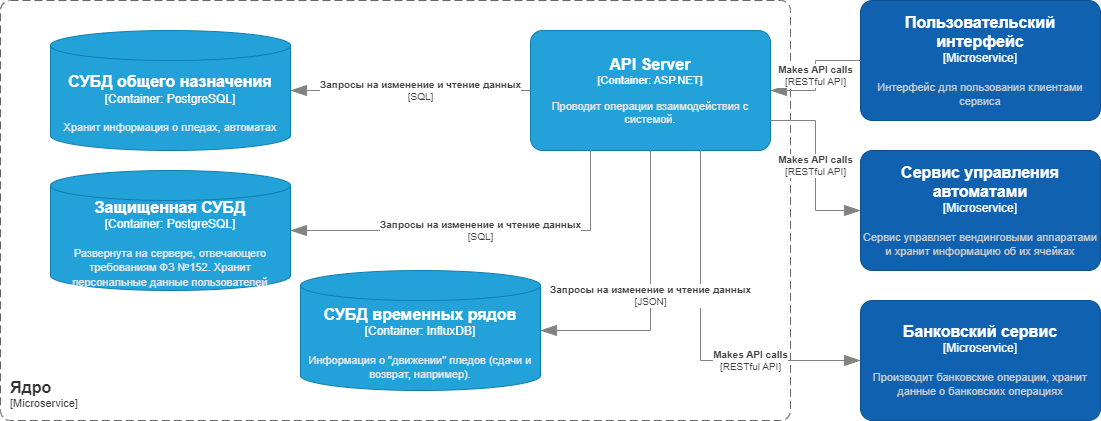 СУБД общего назначения
[Container: PostgreSQL]
Хранит информация о пледах, автоматах
Запросы на изменение и чтение данных
[SQL]
API Server
[Container: ASP.NET]
Проводит операции взаимодействия с
системой.
Makes API calls
[RESTful API]
Пользовательский
интерфейс
[Microservice]
Интерфейс для пользования клиентами
сервиса
Makes API calls
[RESTful API]
Сервис управления
автоматами
[Microservice]
Сервис управляет вендинговыми аппаратами
и хранит информацию об их ячейках
Защищенная СУБД
[Container: PostgreSQL]
Развернута на сервере, отвечающего
требованиям ФЗ №152. Хранит
персональные данные пользователей
Запросы на изменение и чтение данных
[SQL]
СУБД временных рядов
[Container: InfluxDB]
Информация о "движении" пледов (сдачи и
возврат, например).
Запросы на изменение и чтение данных
[JSON]
Makes API calls
[RESTful API]
Банковский сервис
[Microservice]
Производит банковские операции, хранит
данные о банковских операциях
Ядро
[Microservice]